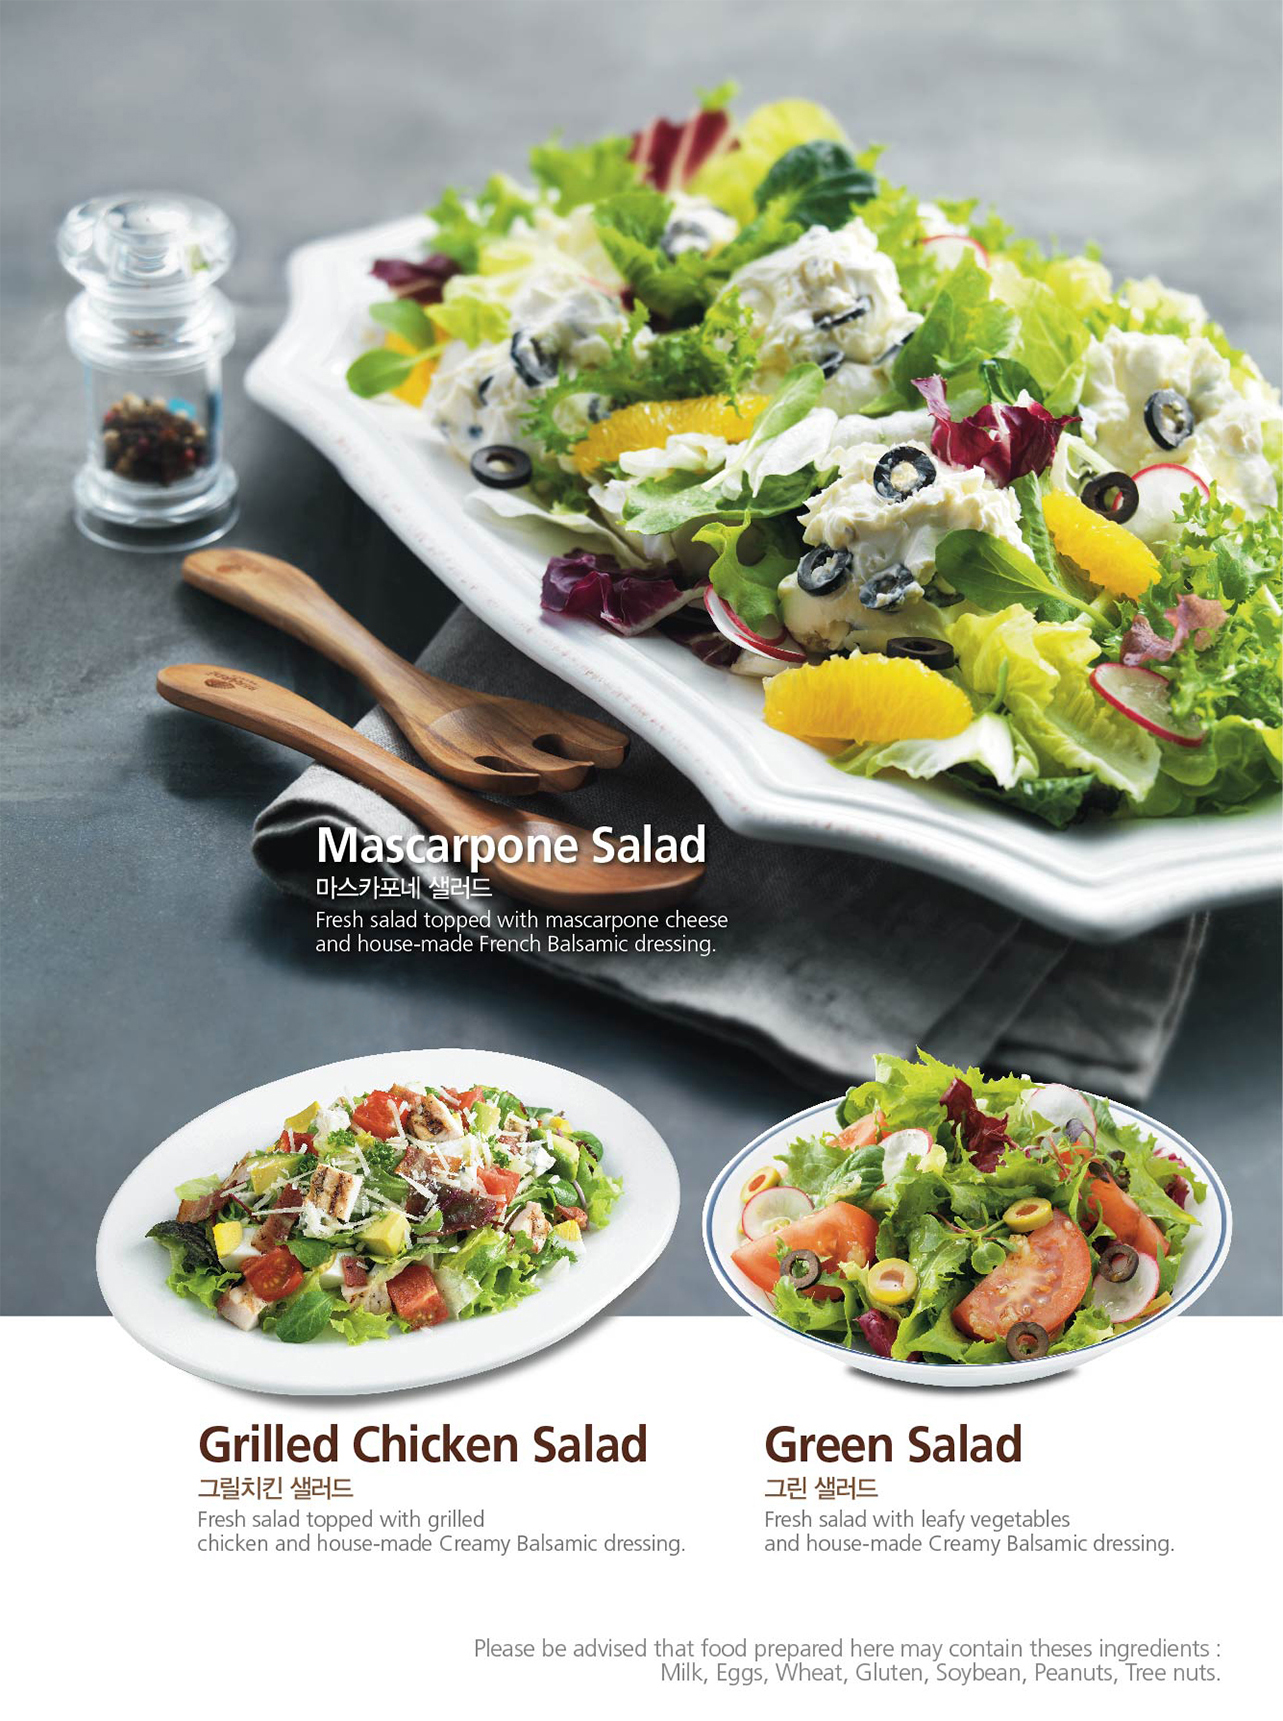 Mascarpone Salad
마스카포네 샐러드
Fresh salad topped with mascarpone cheese
and house-made French Balsamic dressing.
Grilled Chicken Salad
그릴치킨 샐러드
Fresh salad topped with grilled
chicken and house-made Creamy Balsamic dressing.
Green Salad
그린 샐러드
Fresh salad with leafy vegetables
and house-made Creamy Balsamic dressing.
Please be advised that food prepared here may contain theses ingredients :
Milk, Eggs, Wheat, Gluten, Soybean, Peanuts, Tree nuts.